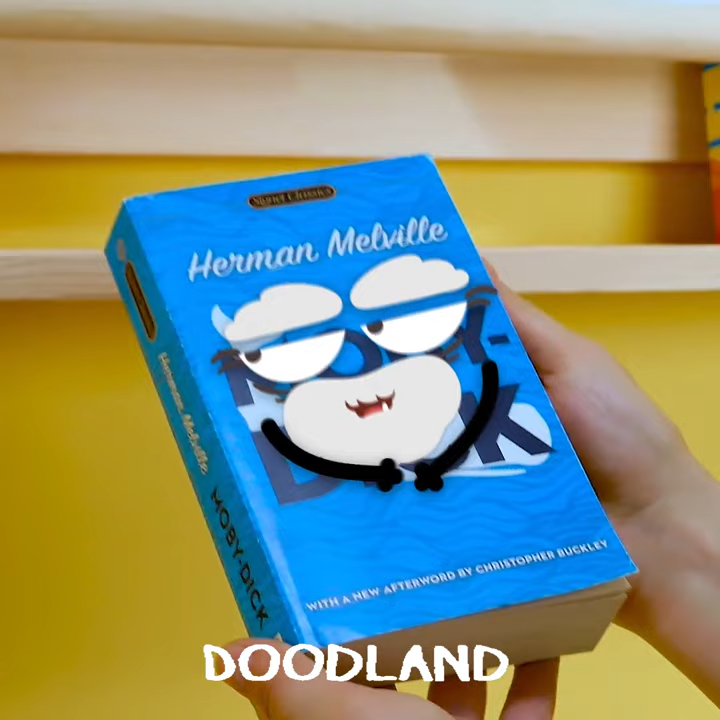 Signet Classics
Herman Melville
MOBY-
DICK
WITH A NEW AFTERWORD BY CHRISTOPHER BUCKLEY
Herman Melville
MOBY-DICK
DOODLAND